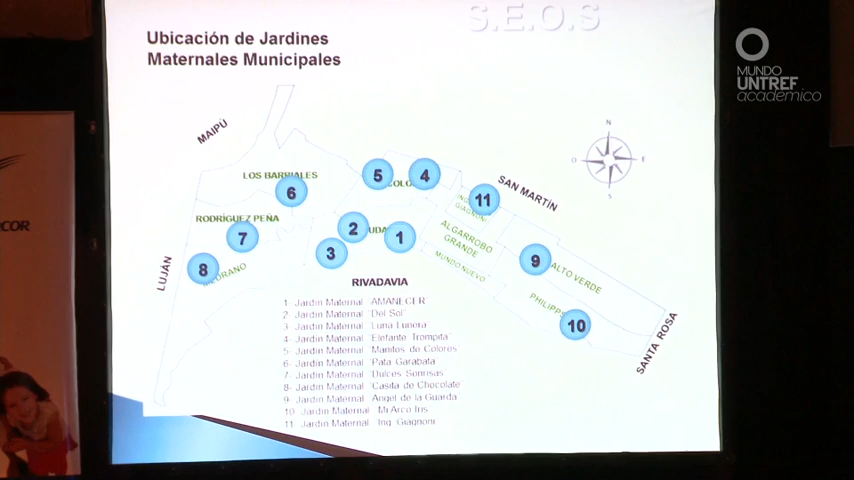 S.E.O.S
Ubicación de Jardines
Maternales Municipales
MUNDO
UNTREF
académico
N
O
E
S
MAIPÚ
LOS BARRIALES
5
4
6
SAN MARTÍN
11
GIAGNONI
RODRÍGUEZ PEÑA
7
2
1
3
ALGARROBO
GRANDE
MUNDO NUEVO
9
ALTO VERDE
LUJÁN
8
10
SANTA ROSA
COR
RIVADAVIA
1- Jardín Maternal "AMANECER"
2- Jardín Maternal "Del Sol"
3- Jardín Maternal "Luna Lunera"
4- Jardín Maternal "Elefante Trompita"
5- Jardín Maternal "Manitos de Colores"
6- Jardín Maternal "Pata Garabata"
7- Jardín Maternal "Dulces Sonrisas"
8- Jardín Maternal "Casita de Chocolate"
9- Jardín Maternal "Angel de la Guarda"
10- Jardín Maternal "Mi Arco Iris"
11- Jardín Maternal "Ing. Giagnoni"